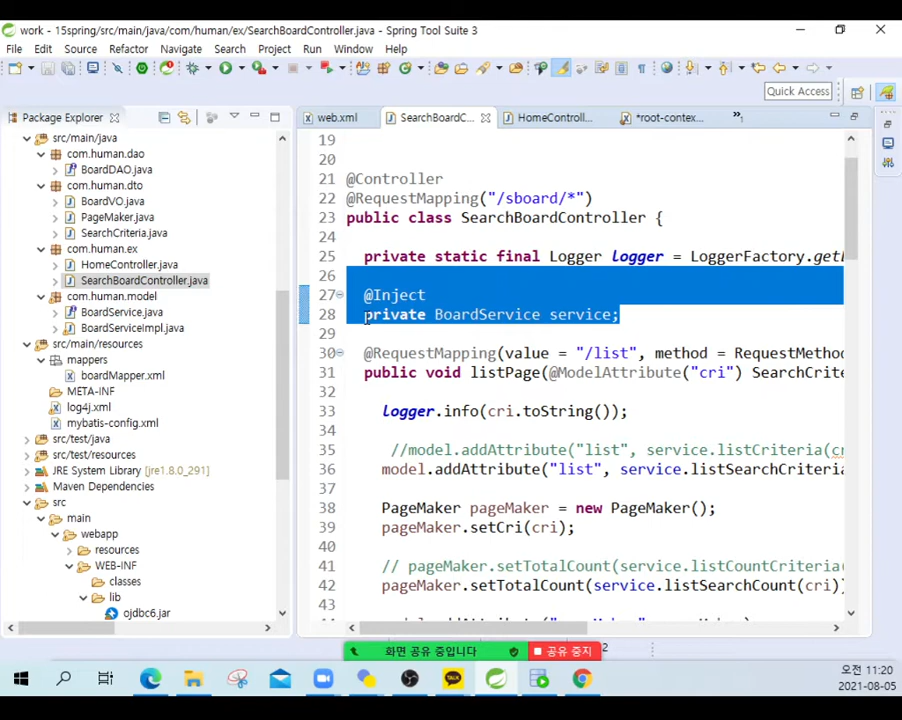 work - 15spring/src/main/java/com/human/ex/SearchBoardController.java - Spring Tool Suite 3
File Edit Source Refactor Navigate Search Project Run Window Help
Quick Access
Package Explorer
web.xml
SearchBoardC...
HomeControll...
*root-contex...
1
src/main/java
com.human.dao
BoardDAO.java
com.human.dto
BoardVO.java
PageMaker.java
SearchCriteria.java
com.human.ex
HomeController.java
SearchBoardController.java
com.human.model
BoardService.java
BoardServiceImpl.java
src/main/resources
mappers
boardMapper.xml
META-INF
log4j.xml
mybatis-config.xml
src/test/java
src/test/resources
JRE System Library [jre1.8.0_291]
Maven Dependencies
src
main
webapp
resources
WEB-INF
classes
lib
ojdbc6.jar
19
20
21 @Controller
22 @RequestMapping("/sboard/*")
23 public class SearchBoardController {
24
25 private static final Logger logger = LoggerFactory.getL
26
27 @Inject
28 private BoardService service;
29
30 @RequestMapping(value = "/list", method = RequestMethod
31 public void listPage(@ModelAttribute("cri") SearchCrite
32
33 logger.info(cri.toString());
34
35 //model.addAttribute("list", service.listCriteria(cr
36 model.addAttribute("list", service.listSearchCriteria
37
38 PageMaker pageMaker = new PageMaker();
39 pageMaker.setCri(cri);
40
41 // pageMaker.setTotalCount(service.listCountCriteria(
42 pageMaker.setTotalCount(service.listSearchCount(cri))
43
화면 공유 중입니다
공유 중지
2
TALK
오전 11:20
2021-08-05